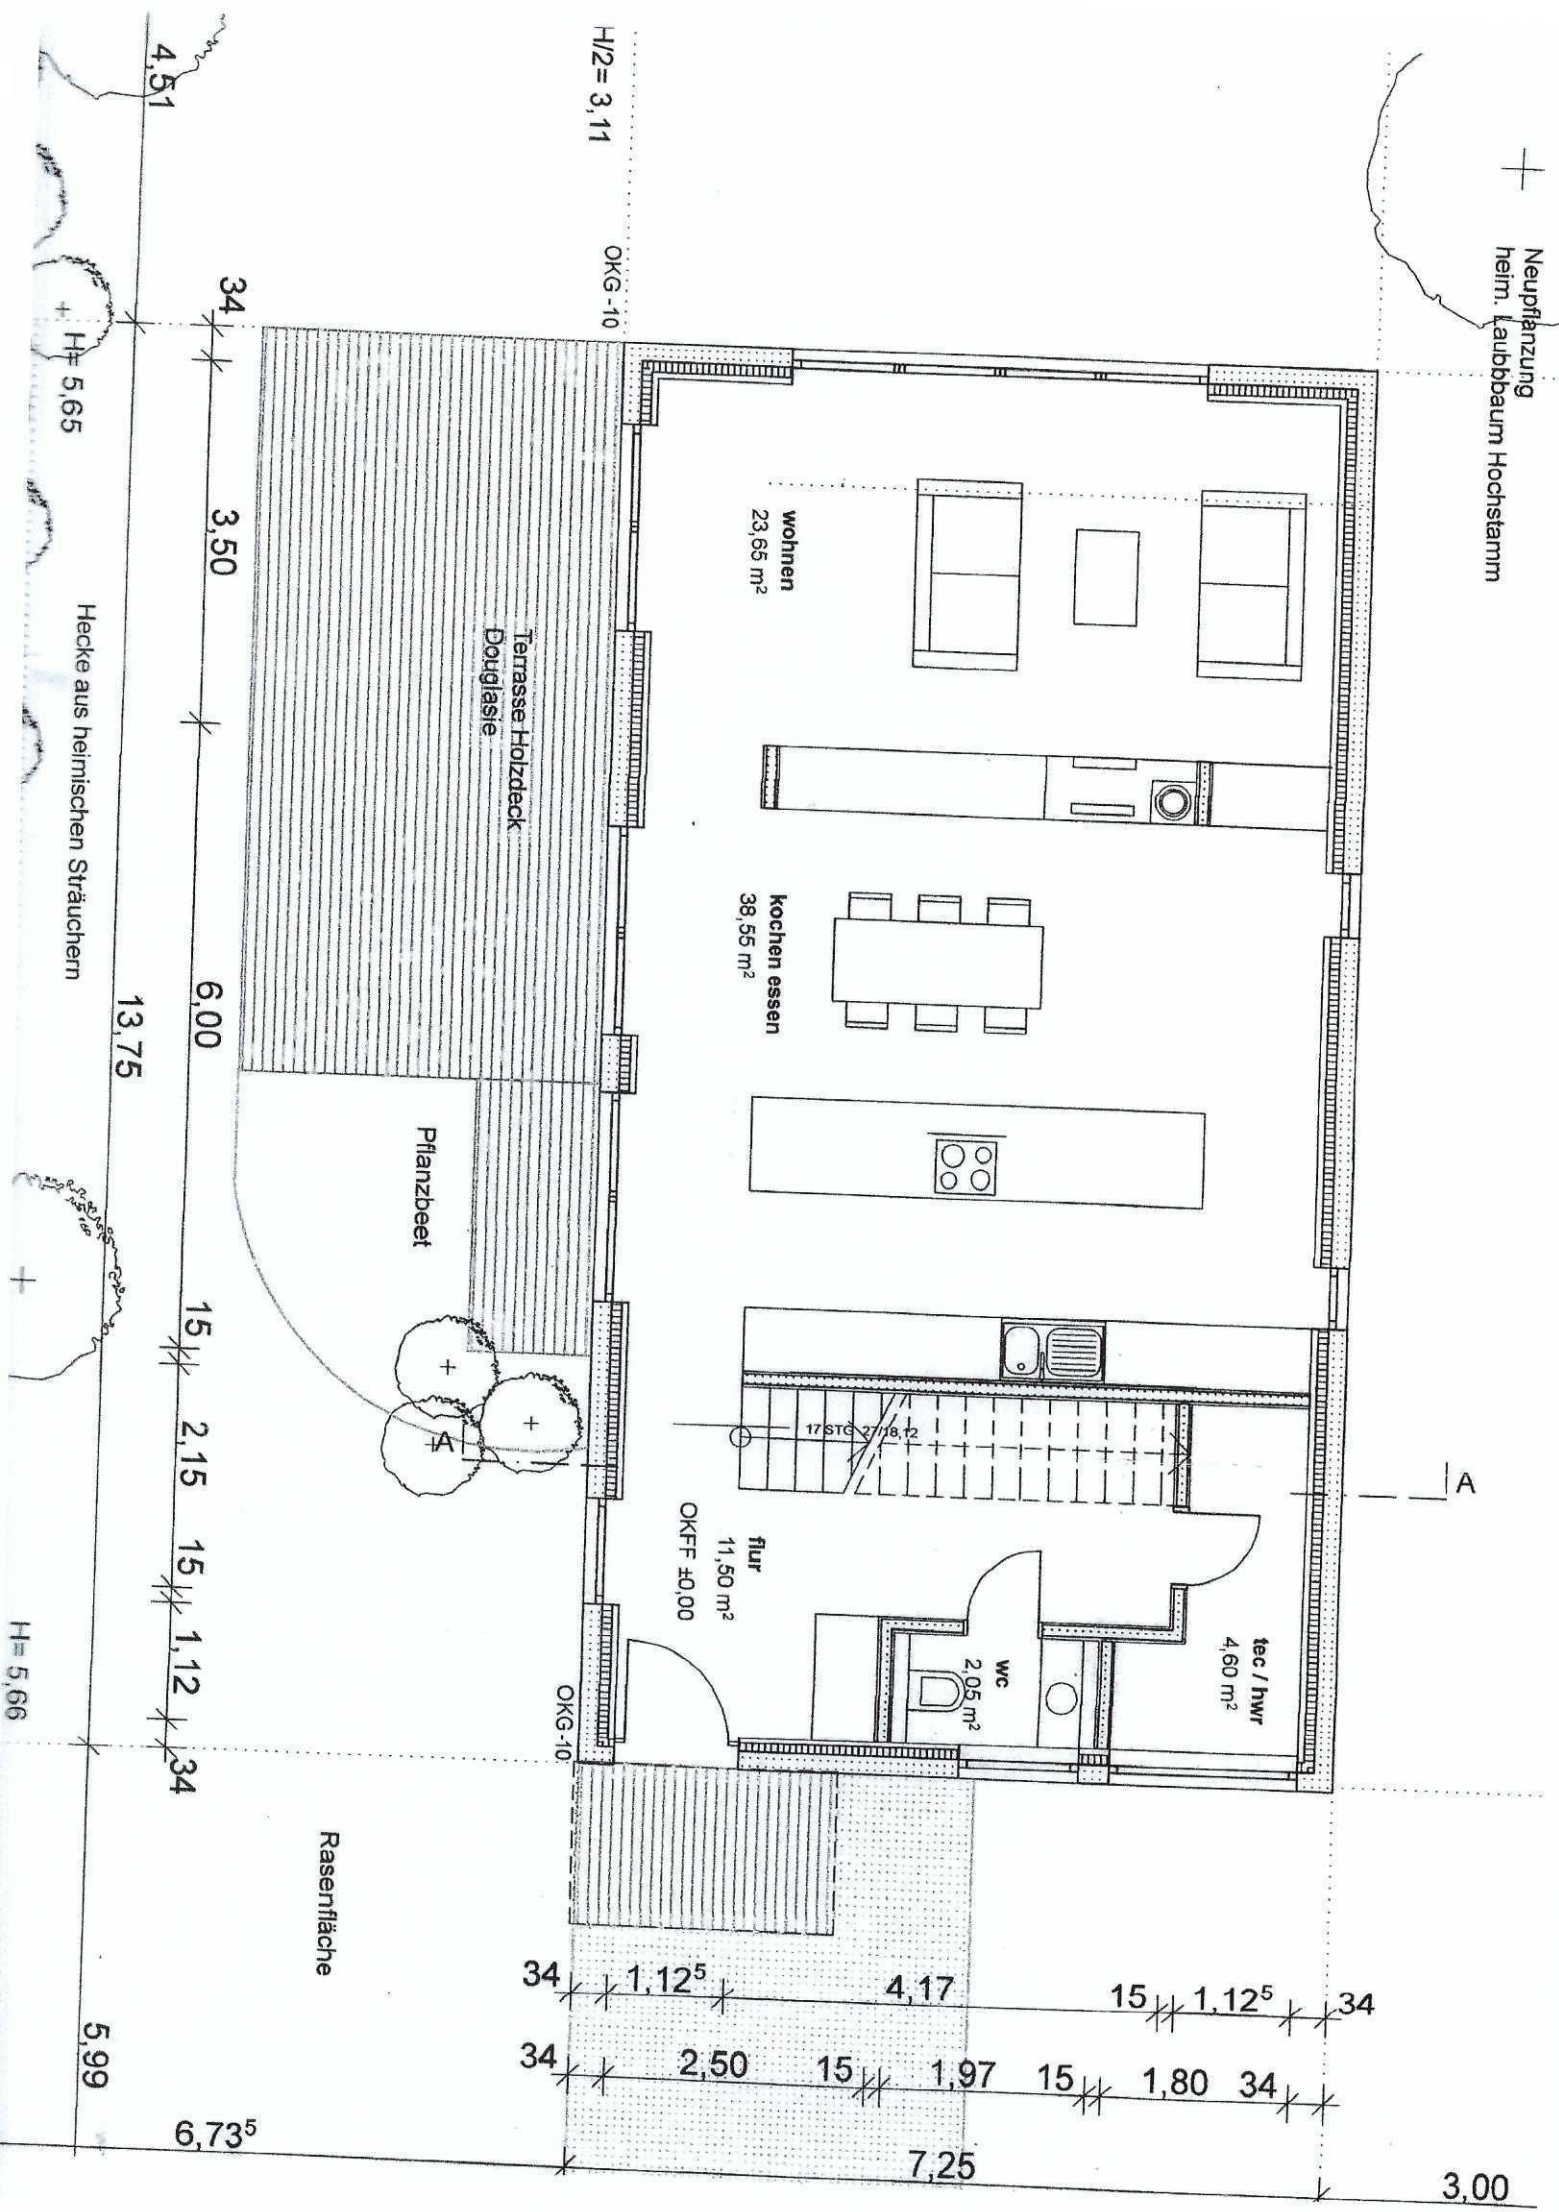 Neupflanzung
heim. Laubbbaum Hochstamm
H/2= 3,11
OKG -10
4,51
34
H= 5,65
3,50
Hecke aus heimischen Sträuchern
6,00
13,75
15
2,15
15
1,12
34
H= 5,66
5,99
wohnen
23,65 m²
kochen essen
38,55 m²
Terrasse Holzdeck
Douglasie
Pflanzbeet
A
A
17 STG 27/18,12
flur
11,50 m²
OKFF ±0,00
wc
2,05 m²
tec / hwr
4,60 m²
OKG -10
Rasenfläche
34
1,12⁵
4,17
15
1,12⁵
34
34
2,50
15
1,97
15
1,80
34
6,73⁵
7,25
3,00